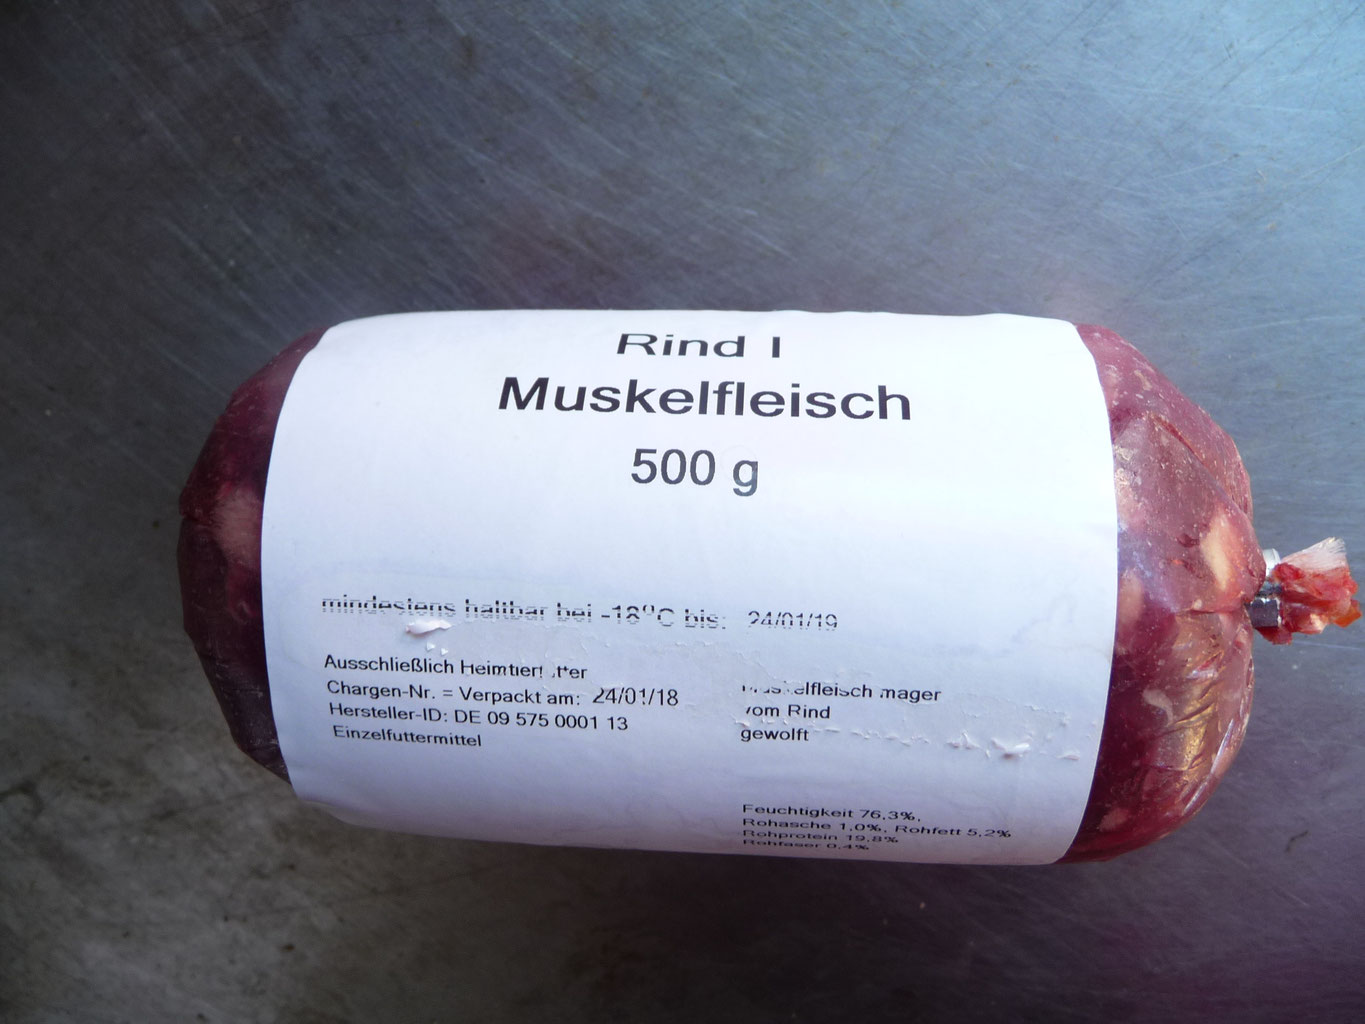 Rind I
Muskelfleisch
500 g
mindestens haltbar bei -18°C bis: 24/01/19
Ausschließlich
Chargen-Nr. = Verpackt am: 24/01/18
Hersteller-ID: DE 09 575 0001 13
Einzelfuttermittel
mager
vom Rind
gewolft
Feuchtigkeit 76,3%,
Rohasche 1,0%, Rohfett 5,2%
Rohprotein 19,8%
Rohfaser 0,4%